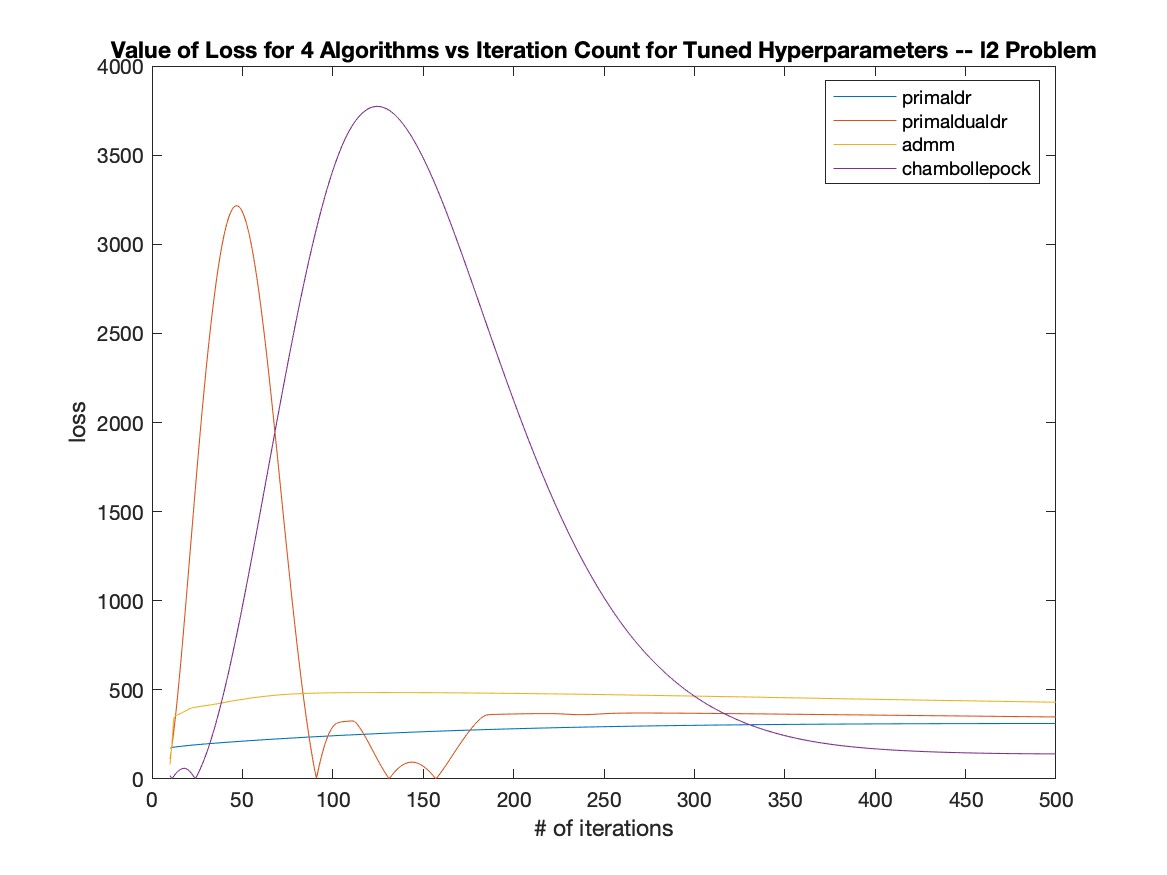 Value of Loss for 4 Algorithms vs Iteration Count for Tuned Hyperparameters -- l2 Problem
4000
3500
3000
2500
2000
1500
1000
500
0
loss
primaldr
primaldualdr
admm
chambollepock
0 50 100 150 200 250 300 350 400 450 500
# of iterations